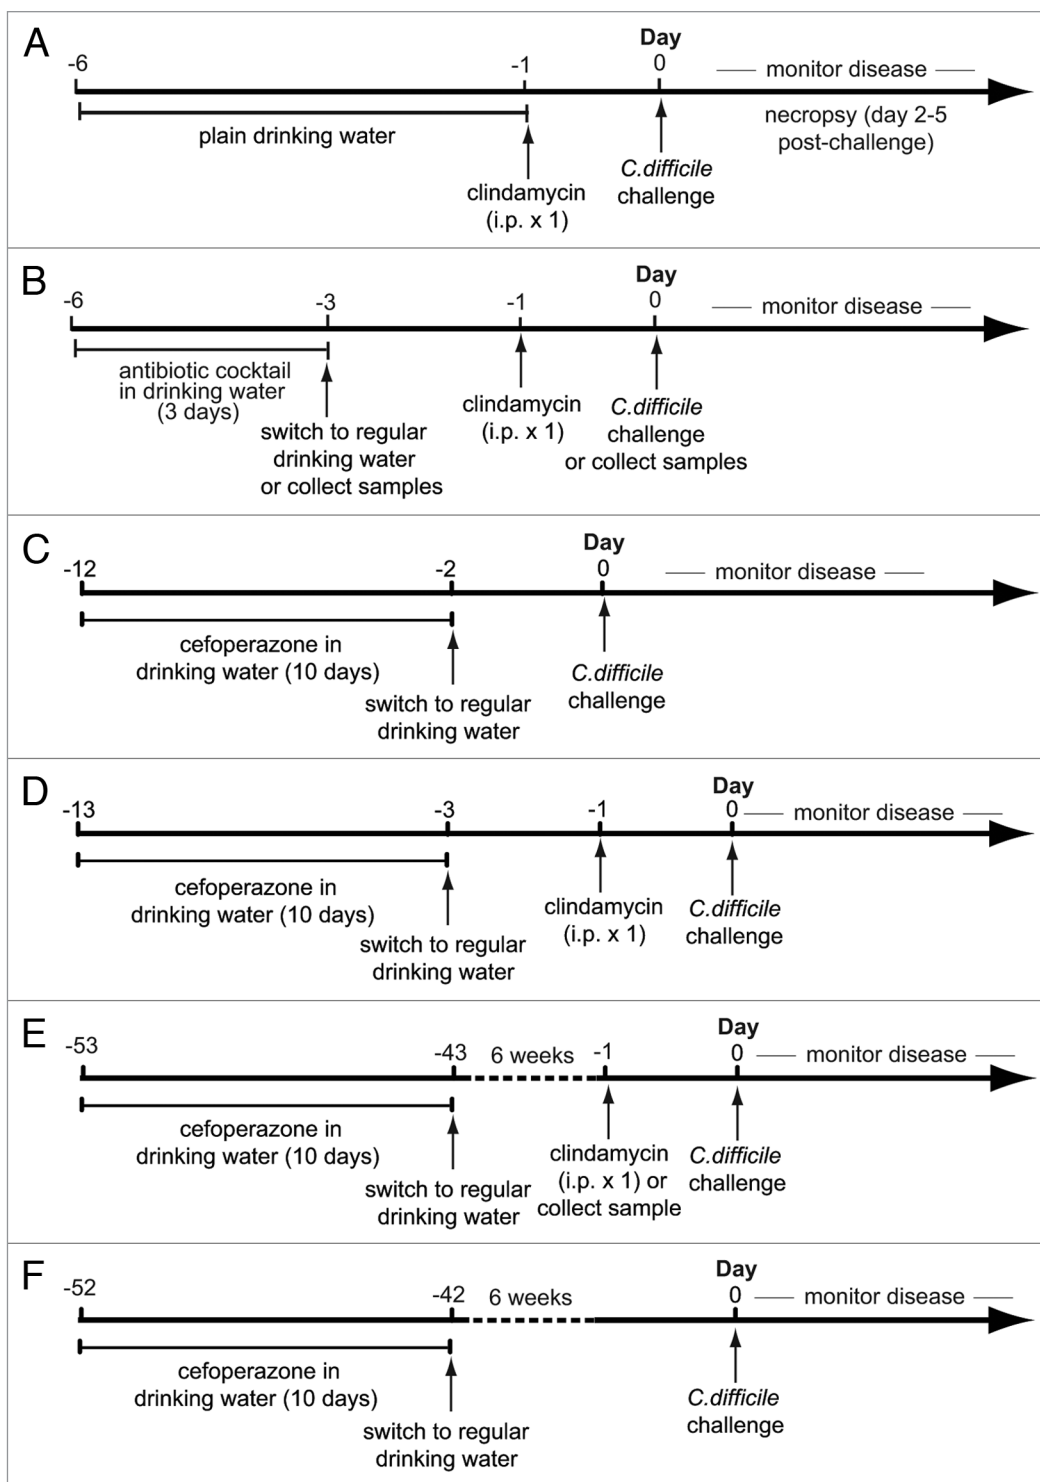 A
Day
-6
-1
0
monitor disease
plain drinking water
necropsy (day 2-5
post-challenge)
clindamycin
(i.p. x 1)
C.difficile
challenge
B
Day
-6
-3
-1
0
monitor disease
antibiotic cocktail
in drinking water
(3 days)
switch to regular
drinking water
or collect samples
clindamycin
(i.p. x 1)
C.difficile
challenge
or collect samples
C
Day
-12
-2
0
monitor disease
cefoperazone in
drinking water (10 days)
switch to regular
drinking water
C.difficile
challenge
D
Day
-13
-3
-1
0
monitor disease
cefoperazone in
drinking water (10 days)
switch to regular
drinking water
clindamycin
(i.p. x 1)
C.difficile
challenge
E
Day
-53
-43
6 weeks
-1
0
monitor disease
cefoperazone in
drinking water (10 days)
switch to regular
drinking water
clindamycin
(i.p. x 1) or
collect sample
C.difficile
challenge
F
Day
-52
-42
6 weeks
0
monitor disease
cefoperazone in
drinking water (10 days)
switch to regular
drinking water
C.difficile
challenge